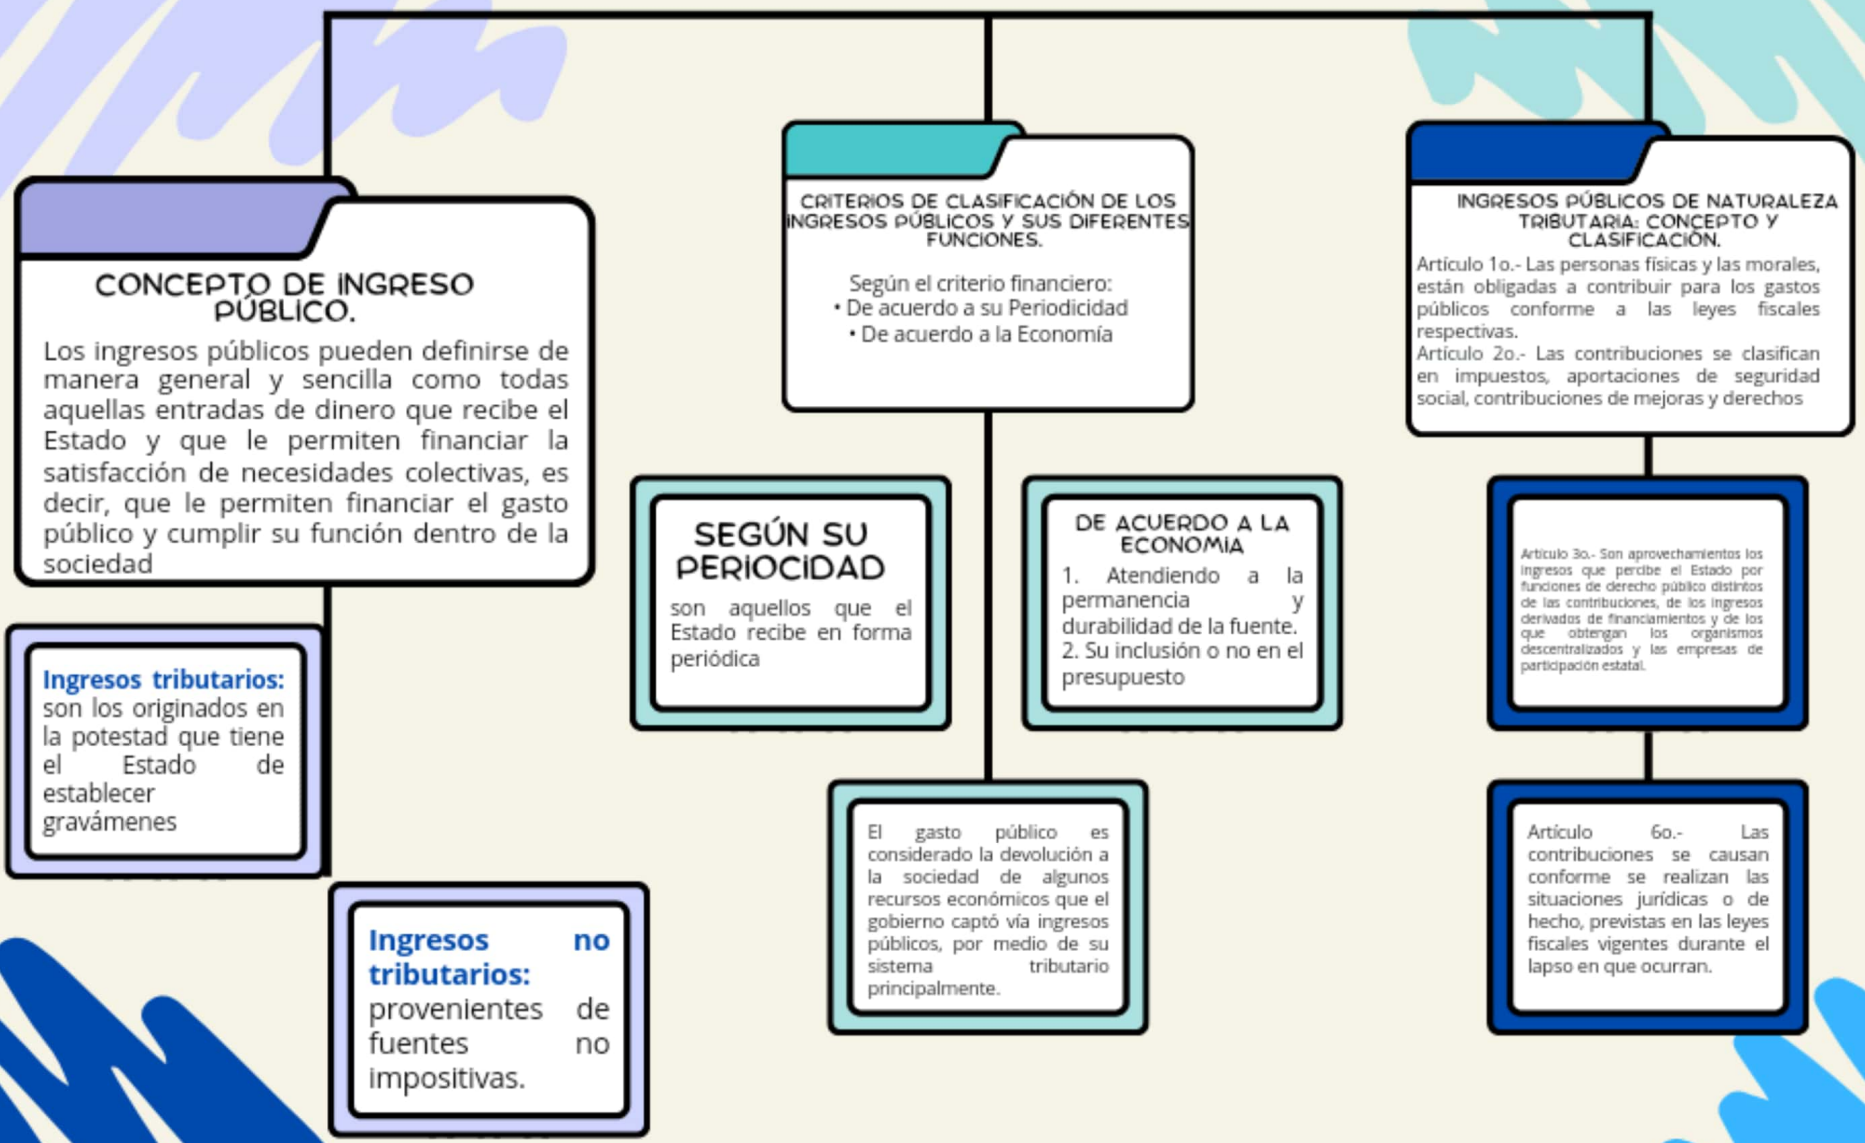 CONCEPTO DE INGRESO
PÚBLICO.
Los ingresos públicos pueden definirse de
manera general y sencilla como todas
aquellas entradas de dinero que recibe el
Estado y que le permiten financiar la
satisfacción de necesidades colectivas, es
decir, que le permiten financiar el gasto
público y cumplir su función dentro de la
sociedad
Ingresos tributarios:
son los originados en
la potestad que tiene
el Estado de
establecer
gravámenes
Ingresos no
tributarios:
provenientes de
fuentes no
impositivas.
CRITERIOS DE CLASIFICACIÓN DE LOS
INGRESOS PÚBLICOS Y SUS DIFERENTES
FUNCIONES.
Según el criterio financiero:
• De acuerdo a su Periodicidad
• De acuerdo a la Economía
SEGÚN SU
PERIOCIDAD
son aquellos que el
Estado recibe en forma
periódica
DE ACUERDO A LA
ECONOMÍA
1. Atendiendo a la
permanencia y
durabilidad de la fuente.
2. Su inclusión o no en el
presupuesto
El gasto público es
considerado la devolución a
la sociedad de algunos
recursos económicos que el
gobierno captó vía ingresos
públicos, por medio de su
sistema tributario
principalmente.
INGRESOS PÚBLICOS DE NATURALEZA
TRIBUTARIA: CONCEPTO Y
CLASIFICACIÓN.
Artículo 1o.- Las personas físicas y las morales,
están obligadas a contribuir para los gastos
públicos conforme a las leyes fiscales
respectivas.
Artículo 2o.- Las contribuciones se clasifican
en impuestos, aportaciones de seguridad
social, contribuciones de mejoras y derechos
Artículo 3o.- Son aprovechamientos los
ingresos que percibe el Estado por
funciones de derecho público distintos
de las contribuciones, de los ingresos
derivados de financiamientos y de los
que obtengan los organismos
descentralizados y las empresas de
participación estatal.
Artículo 6o.- Las
contribuciones se causan
conforme se realizan las
situaciones jurídicas o de
hecho, previstas en las leyes
fiscales vigentes durante el
lapso en que ocurran.